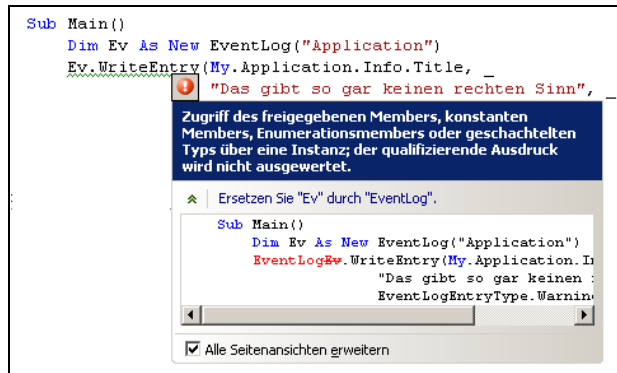 Sub Main()
Dim Ev As New EventLog("Application")
Ev.WriteEntry(My.Application.Info.Title, _
"Das gibt so gar keinen rechten Sinn", _
Zugriff des freigegebenen Members, konstanten
Members, Enumerationsmembers oder geschachtelten
Typs über eine Instanz; der qualifizierende Ausdruck
wird nicht ausgewertet.
Ersetzen Sie "Ev" durch "EventLog".
Sub Main()
Dim Ev As New EventLog("Application")
EventLogEv.WriteEntry(My.Application.In
"Das gibt so gar keinen
EventLogEntryType.Warnin
Alle Seitenansichten erweitern